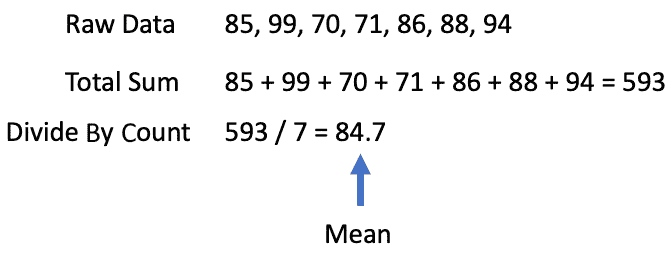 Raw Data 85, 99, 70, 71, 86, 88, 94
Total Sum 85 + 99 + 70 + 71 + 86 + 88 + 94 = 593
Divide By Count 593 / 7 = 84.7
Mean